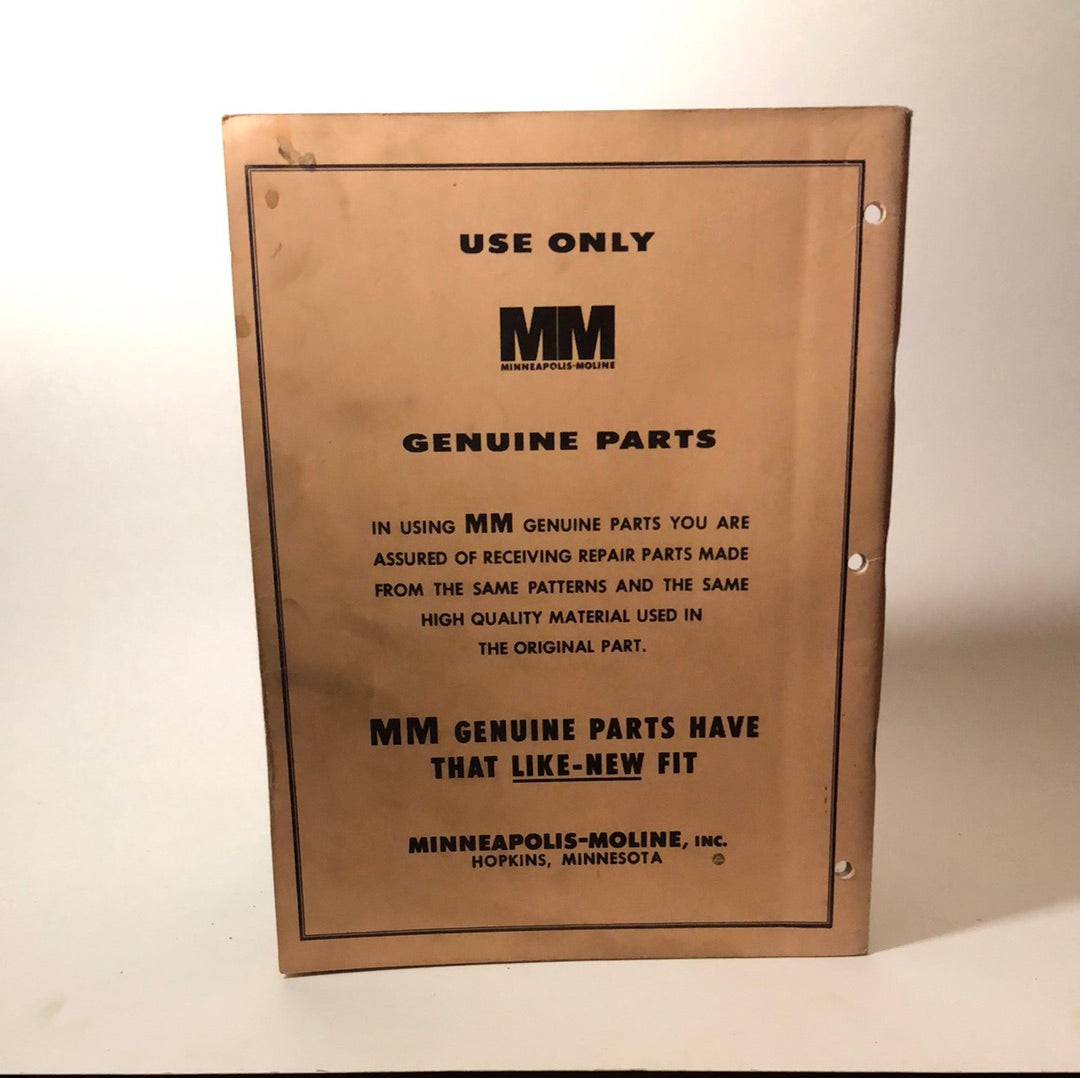 USE ONLY
MM
MINNEAPOLIS-MOLINE
GENUINE PARTS
IN USING MM GENUINE PARTS YOU ARE
ASSURED OF RECEIVING REPAIR PARTS MADE
FROM THE SAME PATTERNS AND THE SAME
HIGH QUALITY MATERIAL USED IN
THE ORIGINAL PART.
MM GENUINE PARTS HAVE
THAT LIKE-NEW FIT
MINNEAPOLIS-MOLINE, INC.
HOPKINS, MINNESOTA